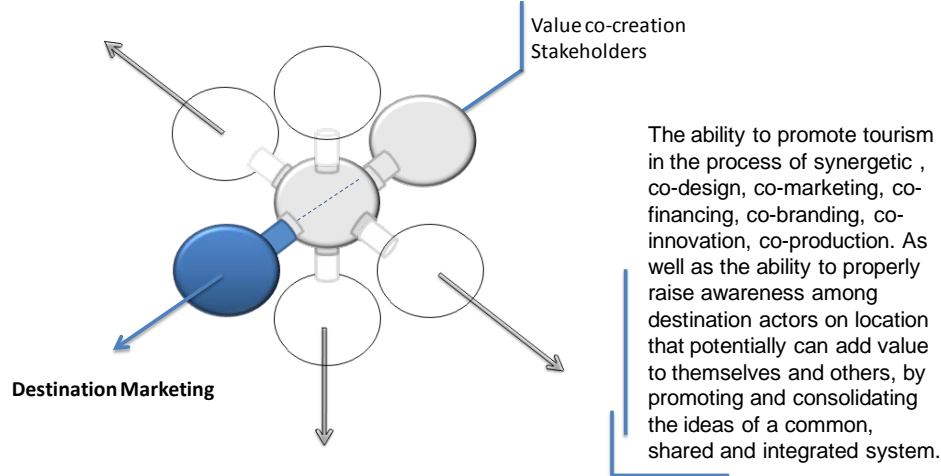 Value co-creation
Stakeholders
The ability to promote tourism
in the process of synergetic ,
co-design, co-marketing, co-
financing, co-branding, co-
innovation, co-production. As
well as the ability to properly
raise awareness among
destination actors on location
that potentially can add value
to themselves and others, by
promoting and consolidating
the ideas of a common,
shared and integrated system.
Destination Marketing